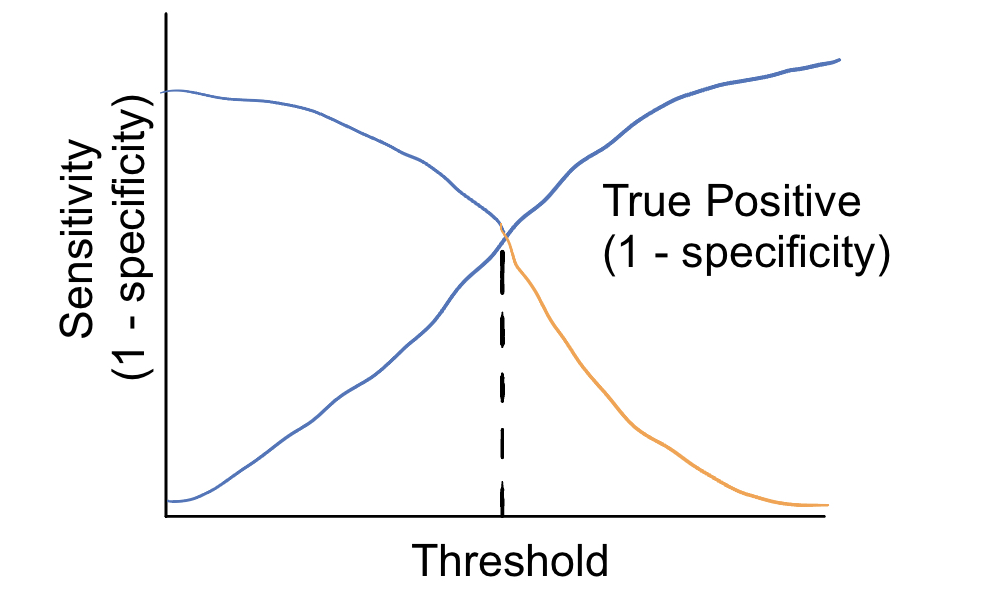 Sensitivity
(1 - specificity)
True Positive
(1 - specificity)
Threshold